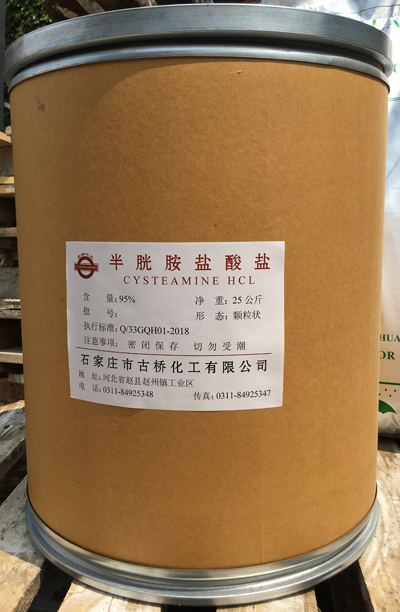 半胱胺盐酸盐
CYSTEAMINE HCL
含 量: 95% 净 重: 25 公斤
批 号: 形 态: 颗粒状
执行标准: Q/33GQH01-2018
注意事项: 密 闭 保 存 切 勿 受 潮
石家庄市古桥化工有限公司
地 址: 河北省赵县赵州镇工业区
电 话: 0311-84925348 传真: 0311-84925347
HUA
OR